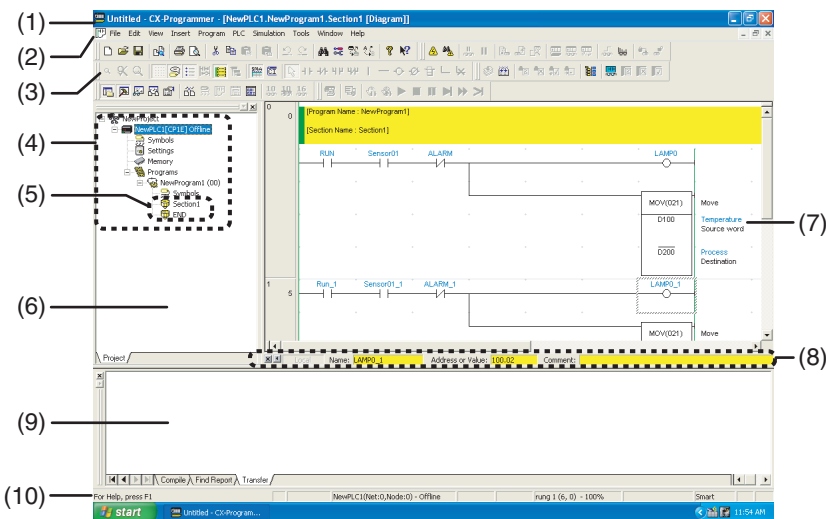 (1)
Untitled - CX-Programmer - [NewPLC1.NewProgram1.Section1 [Diagram]]
(2)
File Edit View Insert Program PLC Simulation Tools Window Help
(3)
10 10 16
(4)
NewProject
NewPLC1[CP1E] Offline
Symbols
Settings
Memory
Programs
NewProgram1 (00)
Symbols
(5)
Section1
END
(6)
Project
0
0
[Program Name : NewProgram1]
[Section Name : Section1]
RUN Sensor01 ALARM LAMP0
MOV(021) Move
D100 Temperature
Source word
(7)
D200 Process
Destination
1
5
Run_1 Sensor01_1 ALARM_1 LAMP0_1
MOV(021) Move
Local Name: LAMP0_1 Address or Value: 100.02 Comment:
(8)
(9)
Compile Find Report Transfer
(10)
For Help, press F1 NewPLC1(Net:0,Node:0) - Offline rung 1 (6, 0) - 100% Smart
start Untitled - CX-Program... 11:54 AM